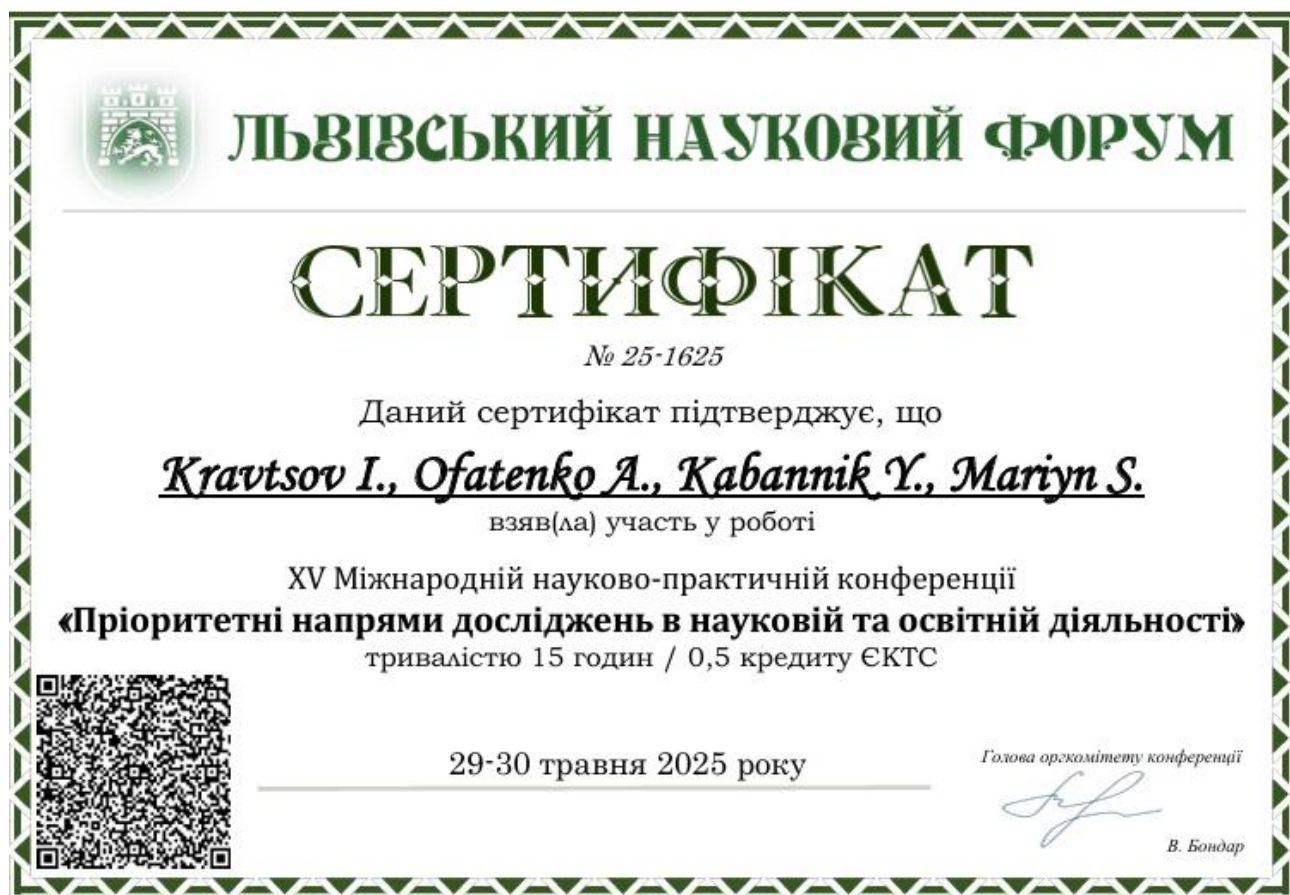 ЛЬВІВСЬКИЙ НАУКОВИЙ ФОРУМ
СЕРТИФІКАТ
№ 25-1625
Даний сертифікат підтверджує, що
Kravtsov I., Ofatenko A., Kabannik Y., Mariyn S.
взяв(ла) участь у роботі
XV Міжнародній науково-практичній конференції
«Пріоритетні напрями досліджень в науковій та освітній діяльності»
тривалістю 15 годин / 0,5 кредиту ЄКТС
29-30 травня 2025 року
Голова оргкомітету конференції
В. Бондар